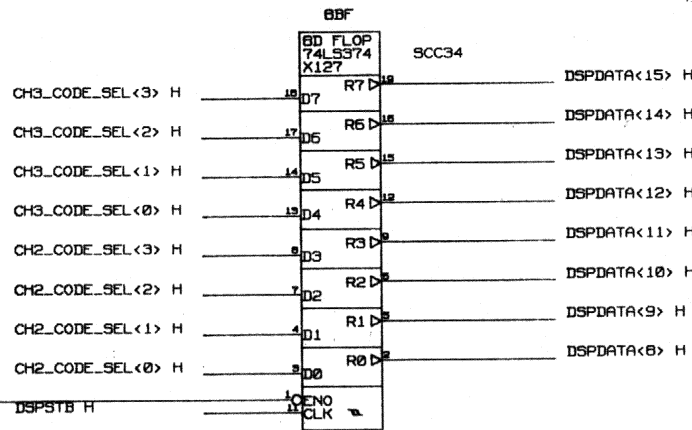 8BF
8D FLOP
74LS374
X127
SCC34
CH3_CODE_SEL<3> H 18 D7 R7 19 DSPDATA<15> H
CH3_CODE_SEL<2> H 17 D6 R6 16 DSPDATA<14> H
CH3_CODE_SEL<1> H 14 D5 R5 15 DSPDATA<13> H
CH3_CODE_SEL<0> H 13 D4 R4 12 DSPDATA<12> H
CH2_CODE_SEL<3> H 8 D3 R3 9 DSPDATA<11> H
CH2_CODE_SEL<2> H 7 D2 R2 6 DSPDATA<10> H
CH2_CODE_SEL<1> H 4 D1 R1 5 DSPDATA<9> H
CH2_CODE_SEL<0> H 3 D0 R0 2 DSPDATA<8> H
1 ENO
DSPSTB H 11 CLK